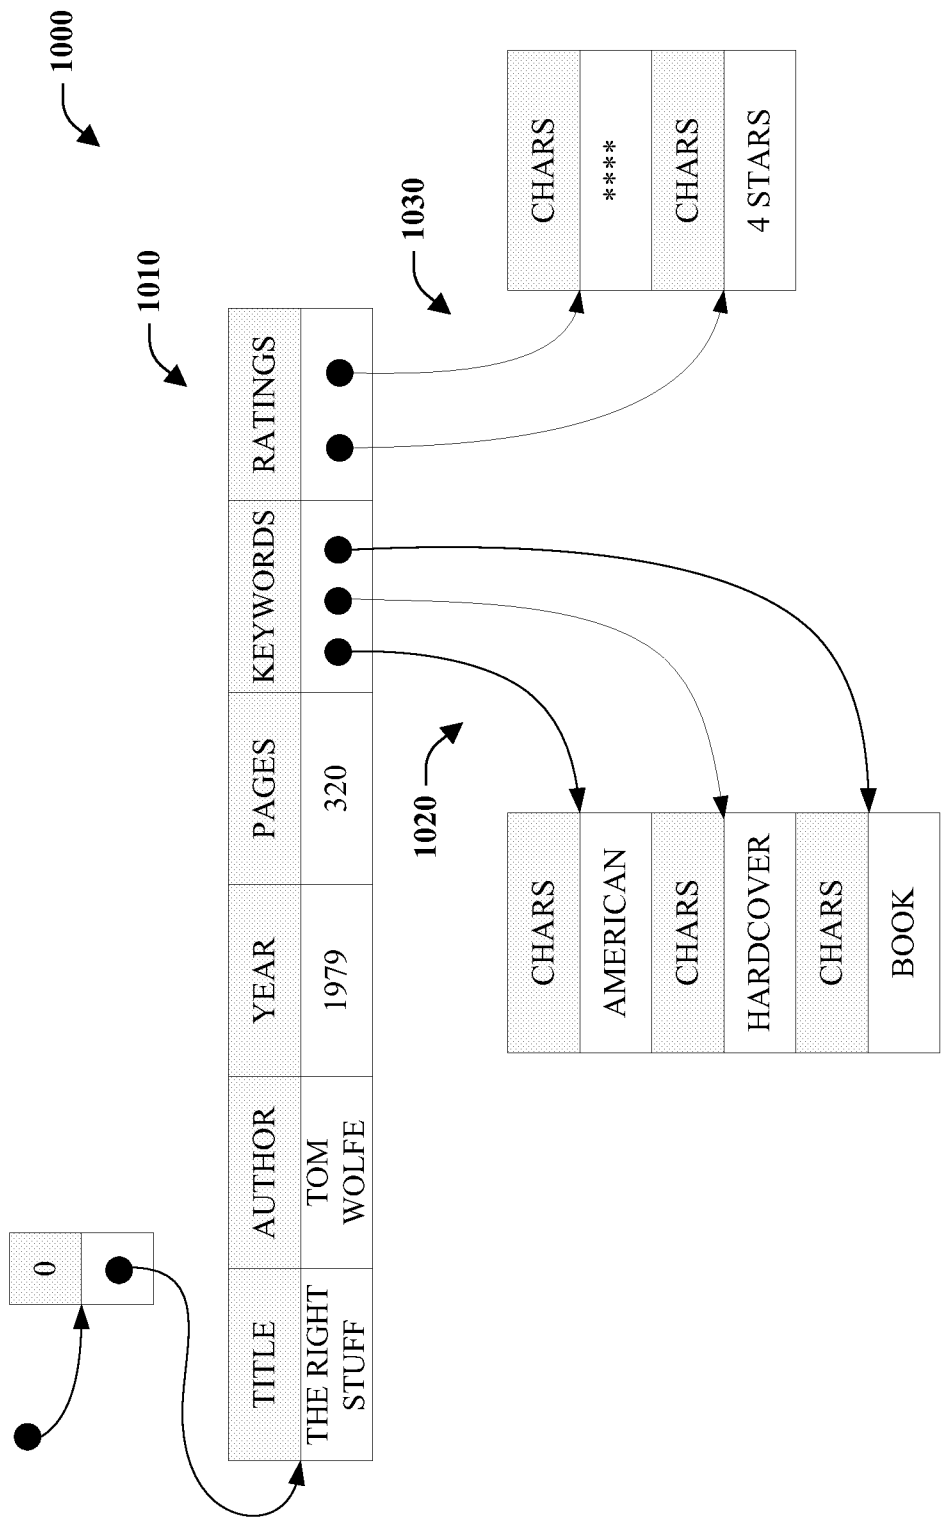 1000
0
1010
TITLE
AUTHOR
YEAR
PAGES
KEYWORDS
RATINGS
THE RIGHT
STUFF
TOM
WOLFE
1979
320
1020
1030
CHARS
AMERICAN
CHARS
HARDCOVER
CHARS
BOOK
CHARS
****
CHARS
4 STARS